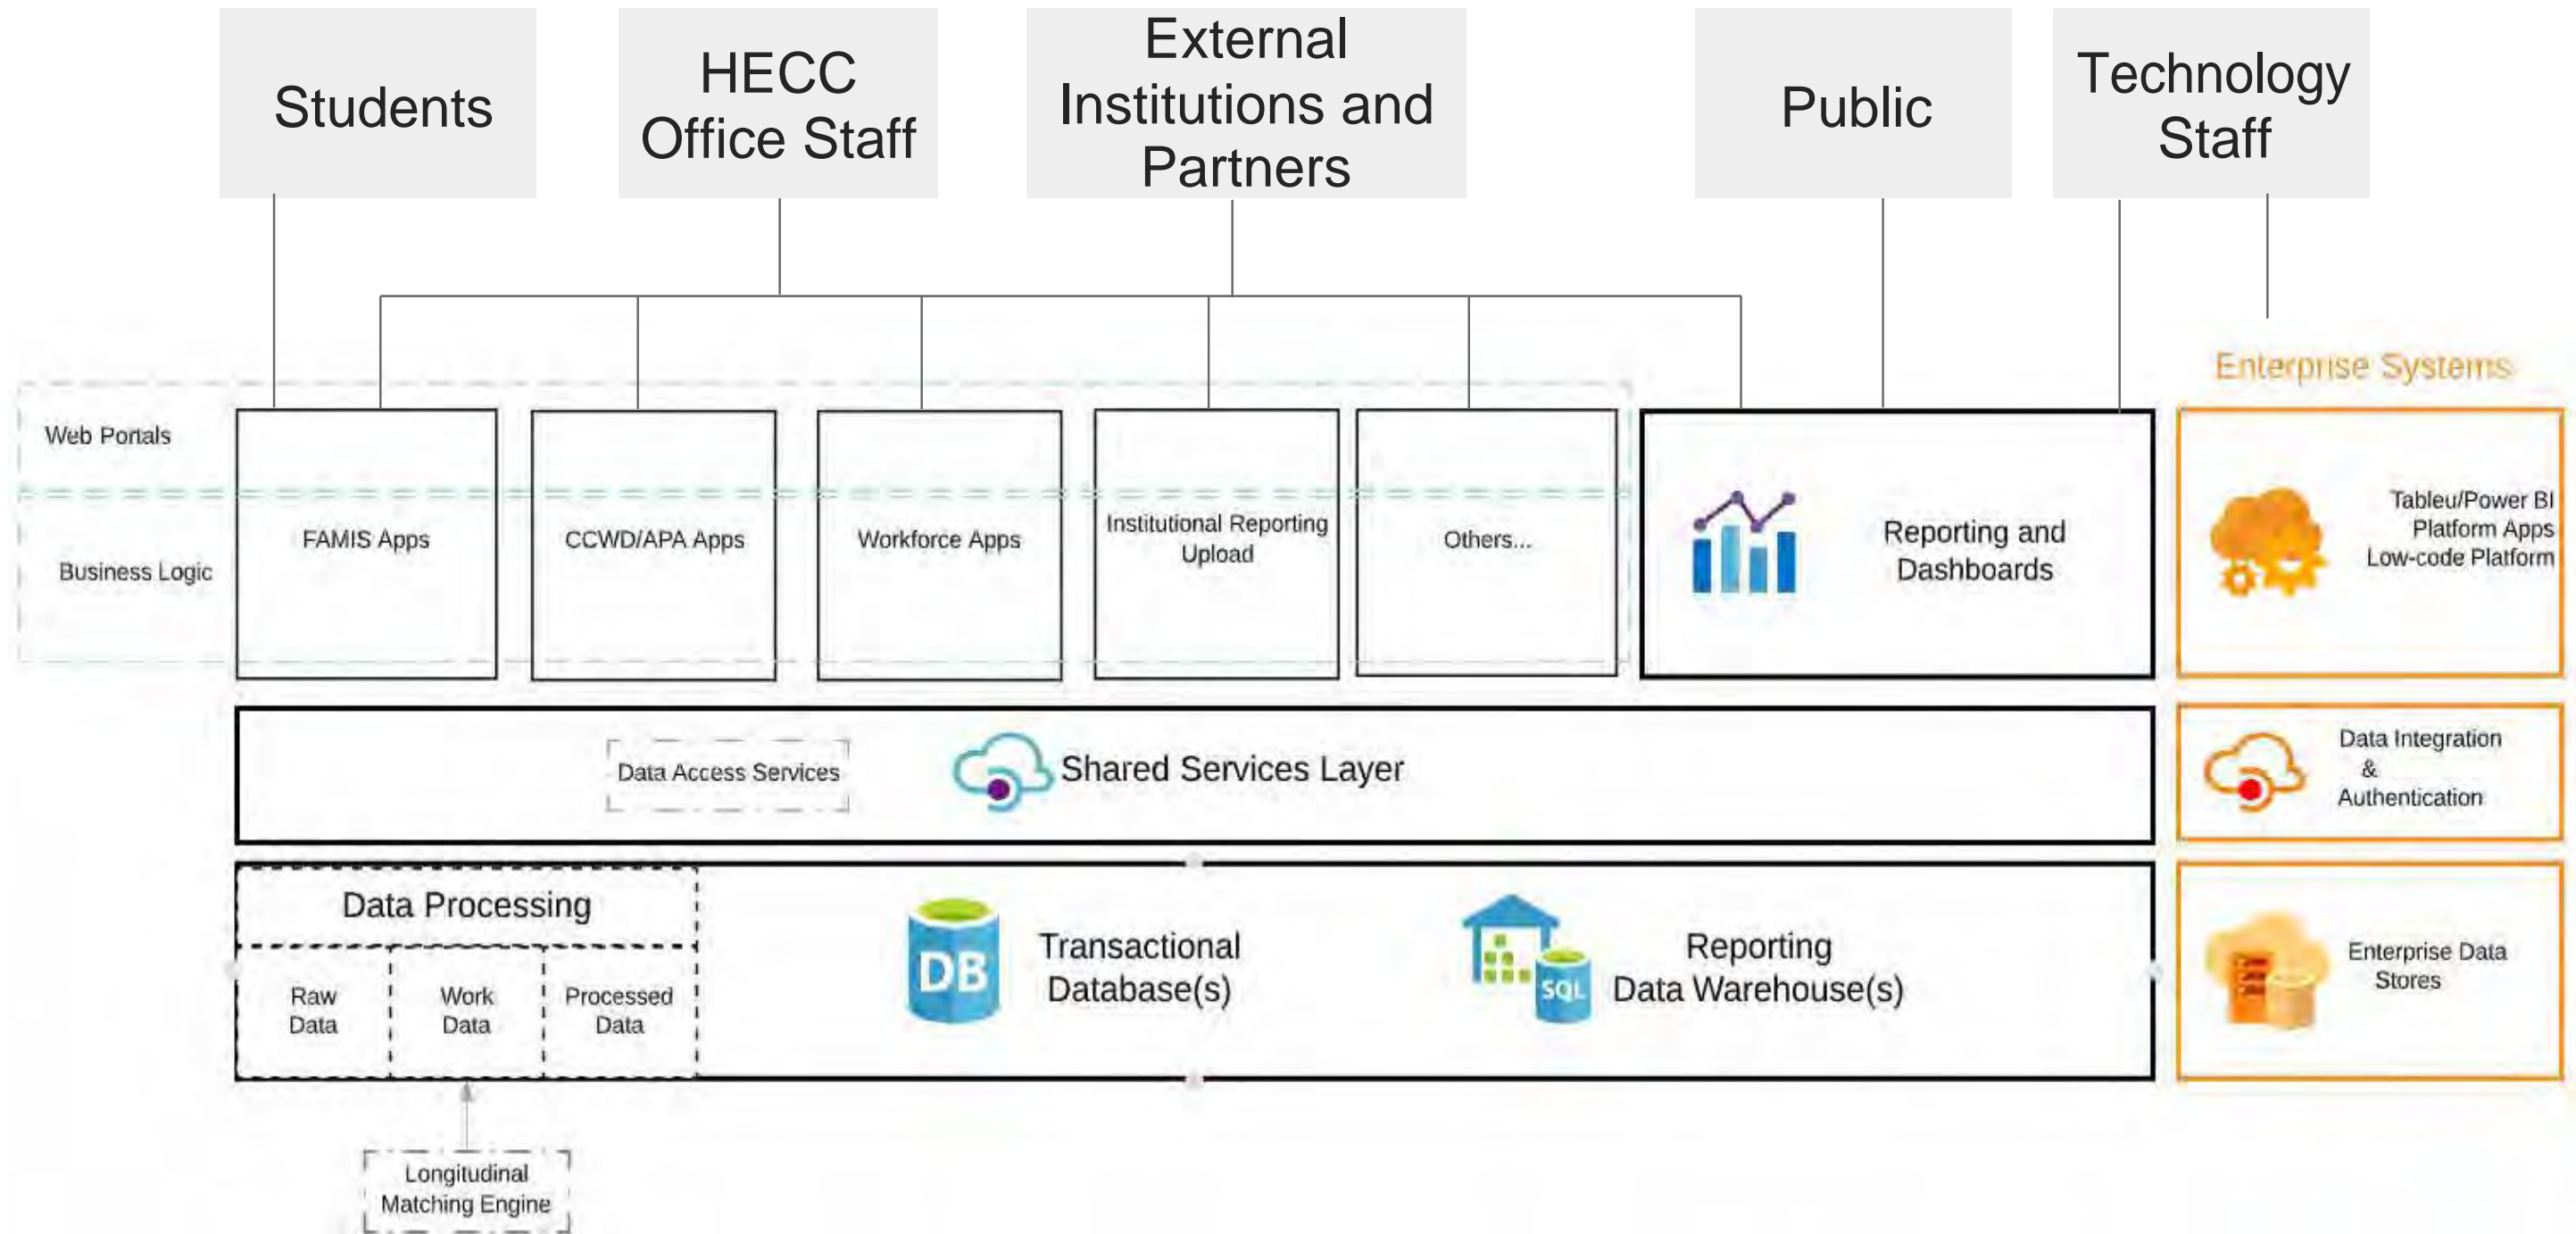 Students
HECC
Office Staff
External
Institutions and
Partners
Public
Technology
Staff
Enterprise Systems
Web Portals
Business Logic
FAMIS Apps
CCWD/APA Apps
Workforce Apps
Institutional Reporting
Upload
Others...
Reporting and
Dashboards
Tableu/Power BI
Platform Apps
Low-code Platform
Data Access Services
Shared Services Layer
Data Integration
&
Authentication
Data Processing
Raw
Data
Work
Data
Processed
Data
DB
Transactional
Database(s)
SQL
Reporting
Data Warehouse(s)
Enterprise Data
Stores
Longitudinal
Matching Engine